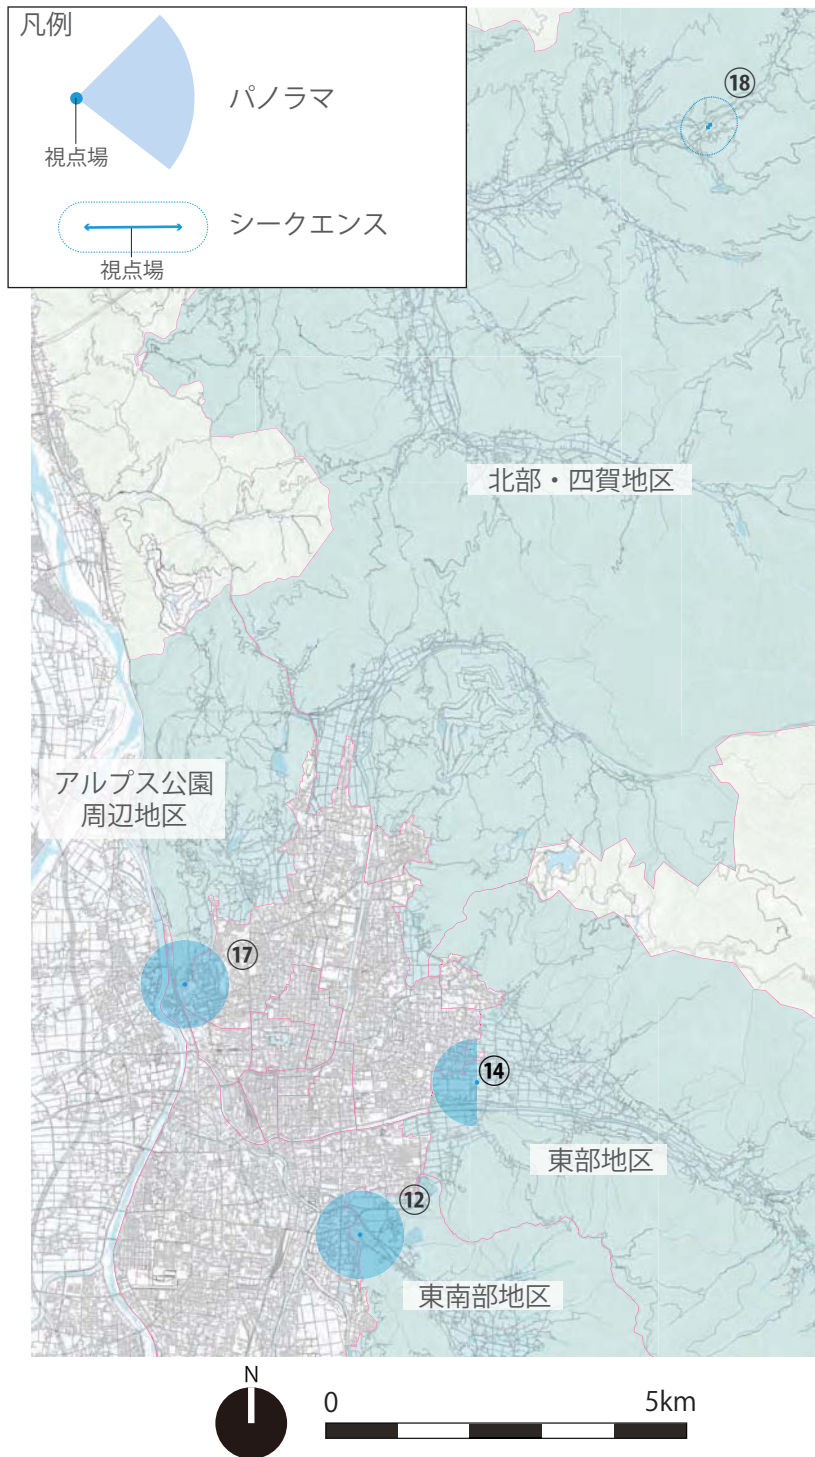 凡例
パノラマ
視点場
シークエンス
視点場
⑱
北部・四賀地区
アルプス公園
周辺地区
⑰
⑭
東部地区
⑫
東南部地区
N
0
5km